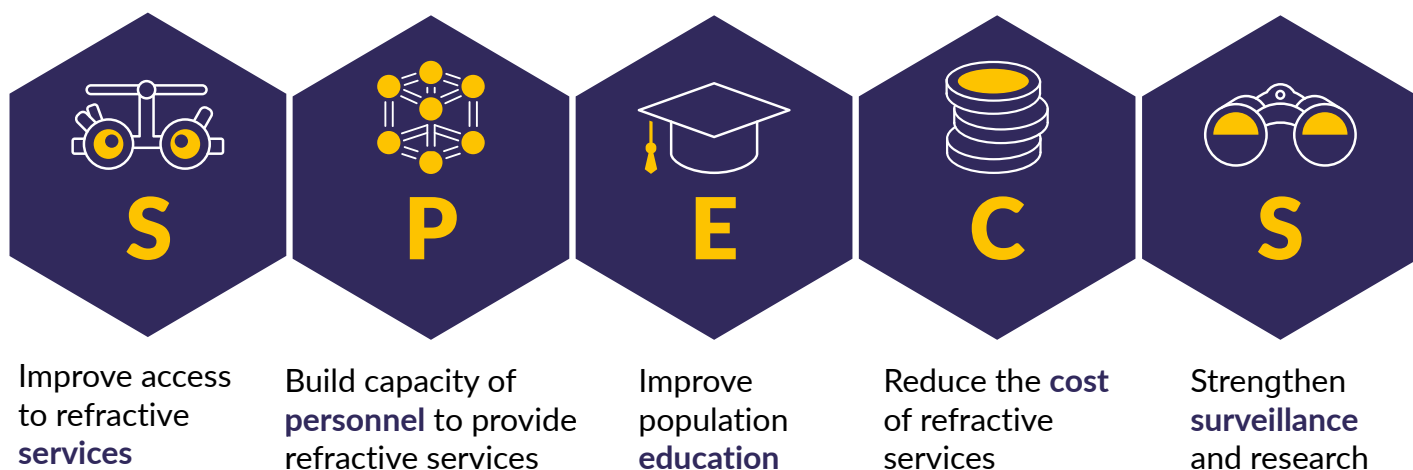 S
P
E
C
S
Improve access
to refractive
services
Build capacity of
personnel to provide
refractive services
Improve
population
education
Reduce the cost
of refractive
services
Strengthen
surveillance
and research